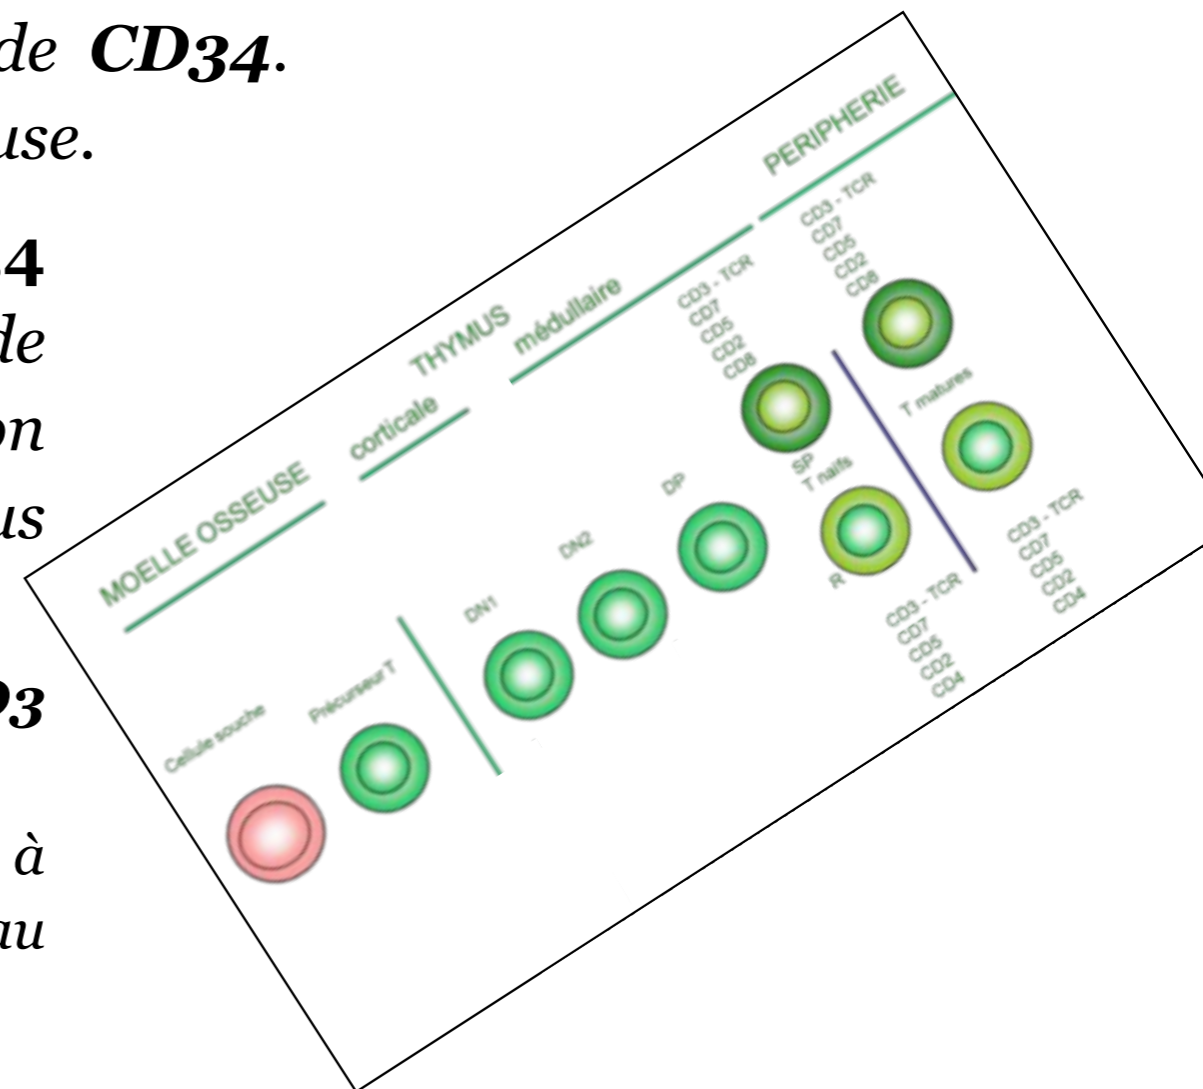 de CD34.
use.
4
de
on
us
03
à
au
PERIPHERIE
CD3 - TCR
CD7
CD5
CD2
CD8
THYMUS
médullaire
CD3 - TCR
CD7
CD5
CD2
CD8
corticale
T matures
MOELLE OSSEUSE
SP
T naïfs
DP
DN2
CD3 - TCR
CD7
CD5
CD2
CD4
R
DN1
CD3 - TCR
CD7
CD5
CD2
CD4
Précurseur T
Cellule souche